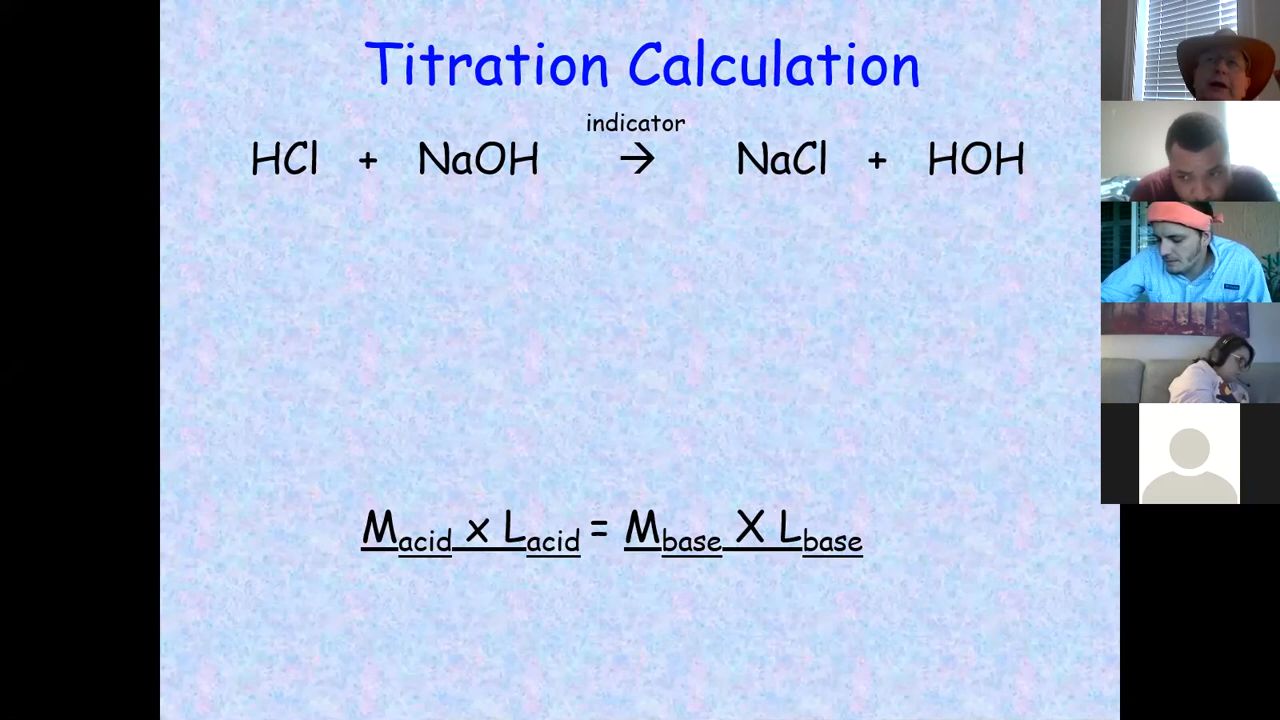 Titration Calculation
indicator
HCl + NaOH → NaCl + HOH
Macid x Lacid = Mbase X Lbase